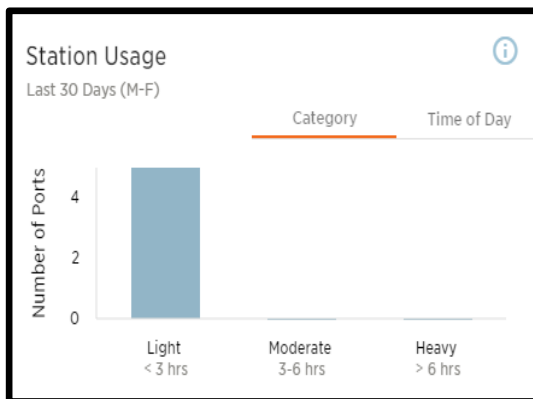 Station Usage
Last 30 Days (M-F)
Category Time of Day
Number of Ports
4
2
0
Light Moderate Heavy
< 3 hrs 3-6 hrs > 6 hrs